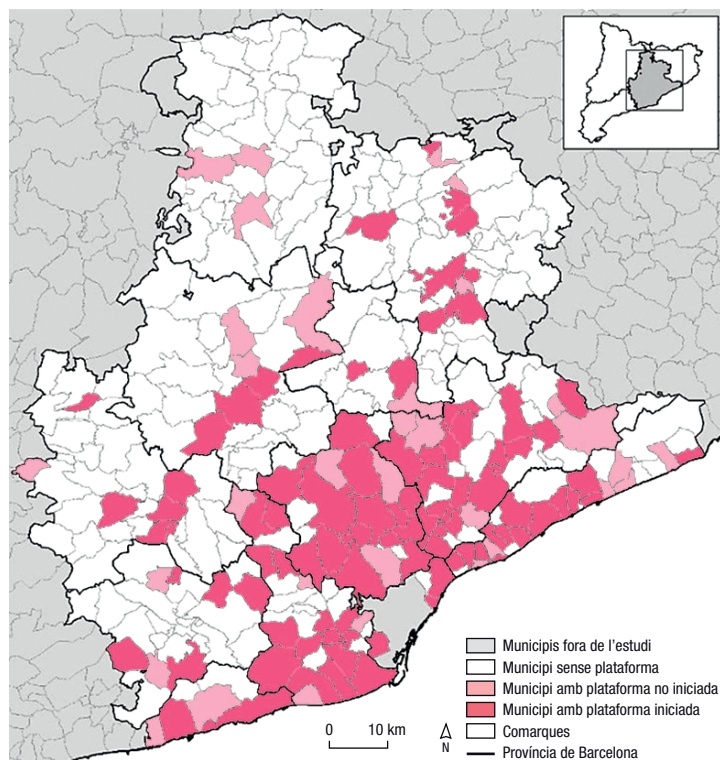 Municipis fora de l'estudi
Municipi sense plataforma
Municipi amb plataforma no iniciada
Municipi amb plataforma iniciada
Comarques
Província de Barcelona
0 10 km
N